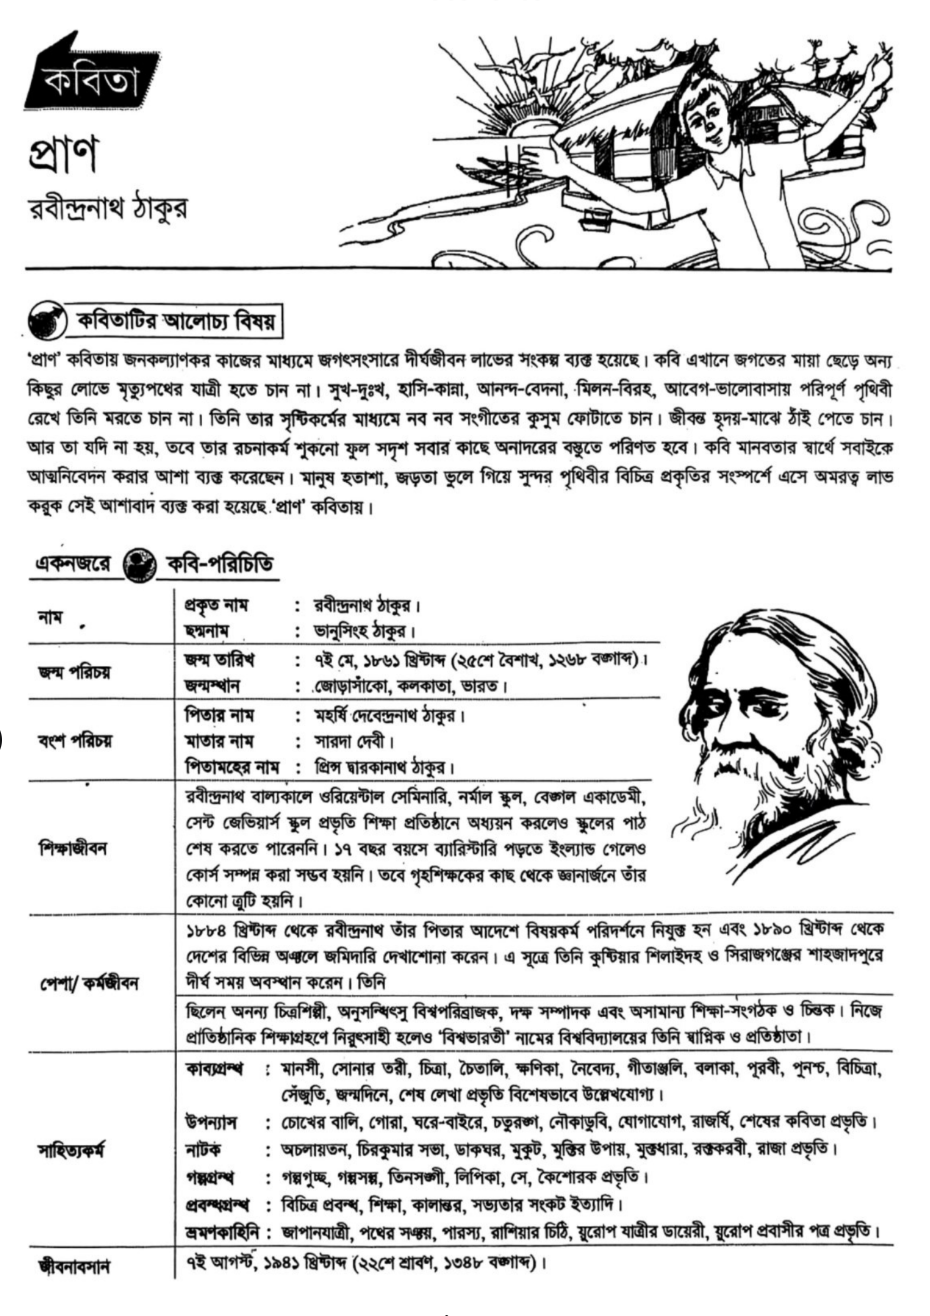 কবিতা
প্রাণ
রবীন্দ্রনাথ ঠাকুর
কবিতাটির আলোচ্য বিষয়
‘প্রাণ’ কবিতায় জনকল্যাণকর কাজের মাধ্যমে জগৎসংসারে দীর্ঘজীবন লাভের সংকল্প ব্যক্ত হয়েছে। কবি এখানে জগতের মায়া ছেড়ে অন্য
কিছুর লোভে মৃত্যুপথের যাত্রী হতে চান না। সুখ-দুঃখ, হাসি-কান্না, আনন্দ-বেদনা, মিলন-বিরহ, আবেগ-ভালোবাসায় পরিপূর্ণ পৃথিবী
রেখে তিনি মরতে চান না। তিনি তার সৃষ্টিকর্মের মাধ্যমে নব নব সংগীতের কুসুম ফোটাতে চান। জীবন্ত হৃদয়-মাঝে ঠাঁই পেতে চান।
আর তা যদি না হয়, তবে তার রচনাকর্ম শুকনো ফুল সদৃশ সবার কাছে অনাদরের বস্তুতে পরিণত হবে। কবি মানবতার স্বার্থে সবাইকে
আত্মনিবেদন করার আশা ব্যক্ত করেছেন। মানুষ হতাশা, জড়তা ভুলে গিয়ে সুন্দর পৃথিবীর বিচিত্র প্রকৃতির সংস্পর্শে এসে অমরত্ব লাভ
করুক সেই আশাবাদ ব্যক্ত করা হয়েছে ‘প্রাণ’ কবিতায়।
একনজরে কবি-পরিচিতি
নাম
প্রকৃত নাম : রবীন্দ্রনাথ ঠাকুর।
ছদ্মনাম : ভানুসিংহ ঠাকুর।
জন্ম পরিচয়
জন্ম তারিখ : ৭ই মে, ১৮৬১ খ্রিষ্টাব্দ (২৫শে বৈশাখ, ১২৬৮ বঙ্গাব্দ)।
জন্মস্থান : জোড়াসাঁকো, কলকাতা, ভারত।
বংশ পরিচয়
পিতার নাম : মহর্ষি দেবেন্দ্রনাথ ঠাকুর।
মাতার নাম : সারদা দেবী।
পিতামহের নাম : প্রিন্স দ্বারকানাথ ঠাকুর।
শিক্ষাজীবন
রবীন্দ্রনাথ বাল্যকালে ওরিয়েন্টাল সেমিনারি, নর্মাল স্কুল, বেঙ্গল একাডেমী,
সেন্ট জেভিয়ার্স স্কুল প্রভৃতি শিক্ষা প্রতিষ্ঠানে অধ্যয়ন করলেও স্কুলের পাঠ
শেষ করতে পারেননি। ১৭ বছর বয়সে ব্যারিস্টারি পড়তে ইংল্যান্ড গেলেও
কোর্স সম্পন্ন করা সম্ভব হয়নি। তবে গৃহশিক্ষকের কাছ থেকে জ্ঞানার্জনে তাঁর
কোনো ত্রুটি হয়নি।
পেশা/ কর্মজীবন
১৮৮৪ খ্রিষ্টাব্দ থেকে রবীন্দ্রনাথ তাঁর পিতার আদেশে বিষয়কর্ম পরিদর্শনে নিযুক্ত হন এবং ১৮৯০ খ্রিষ্টাব্দ থেকে
দেশের বিভিন্ন অঞ্চলে জমিদারি দেখাশোনা করেন। এ সূত্রে তিনি কুষ্টিয়ার শিলাইদহ ও সিরাজগঞ্জের শাহজাদপুরে
দীর্ঘ সময় অবস্থান করেন। তিনি
ছিলেন অনন্য চিত্রশিল্পী, অনুসন্ধিৎসু বিশ্বপরিব্রাজক, দক্ষ সম্পাদক এবং অসামান্য শিক্ষা-সংগঠক ও চিন্তক। নিজে
প্রাতিষ্ঠানিক শিক্ষাগ্রহণে নিরুৎসাহী হলেও ‘বিশ্বভারতী’ নামের বিশ্ববিদ্যালয়ের তিনি স্বাপ্নিক ও প্রতিষ্ঠাতা।
সাহিত্যকর্ম
কাব্যগ্রন্থ : মানসী, সোনার তরী, চিত্রা, চৈতালি, ক্ষণিকা, নৈবেদ্য, গীতাঞ্জলি, বলাকা, পূরবী, পুনশ্চ, বিচিত্রা,
সেঁজুতি, জন্মদিনে, শেষ লেখা প্রভৃতি বিশেষভাবে উল্লেখযোগ্য।
উপন্যাস : চোখের বালি, গোরা, ঘরে-বাইরে, চতুরঙ্গ, নৌকাডুবি, যোগাযোগ, রাজর্ষি, শেষের কবিতা প্রভৃতি।
নাটক : অচলায়তন, চিরকুমার সভা, ডাকঘর, মুকুট, মুক্তির উপায়, মুক্তধারা, রক্তকরবী, রাজা প্রভৃতি।
গল্পগ্রন্থ : গল্পগুচ্ছ, গল্পসল্প, তিনসঙ্গী, লিপিকা, সে, কৈশোরক প্রভৃতি।
প্রবন্ধগ্রন্থ : বিচিত্র প্রবন্ধ, শিক্ষা, কালান্তর, সভ্যতার সংকট ইত্যাদি।
ভ্রমণকাহিনি : জাপানযাত্রী, পথের সঞ্চয়, পারস্য, রাশিয়ার চিঠি, য়ুরোপ যাত্রীর ডায়েরী, য়ুরোপ প্রবাসীর পত্র প্রভৃতি।
জীবনাবসান
৭ই আগস্ট, ১৯৪১ খ্রিষ্টাব্দ (২২শে শ্রাবণ, ১৩৪৮ বঙ্গাব্দ)।